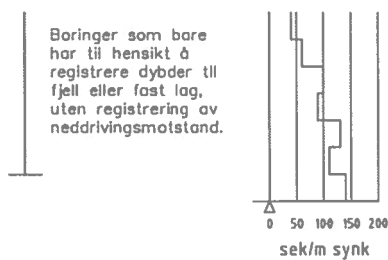 Boringer som bare
har til hensikt å
registrere dybder til
fjell eller fast lag,
uten registrering av
neddrivingsmotstand.
0 50 100 150 200
sek/m synk